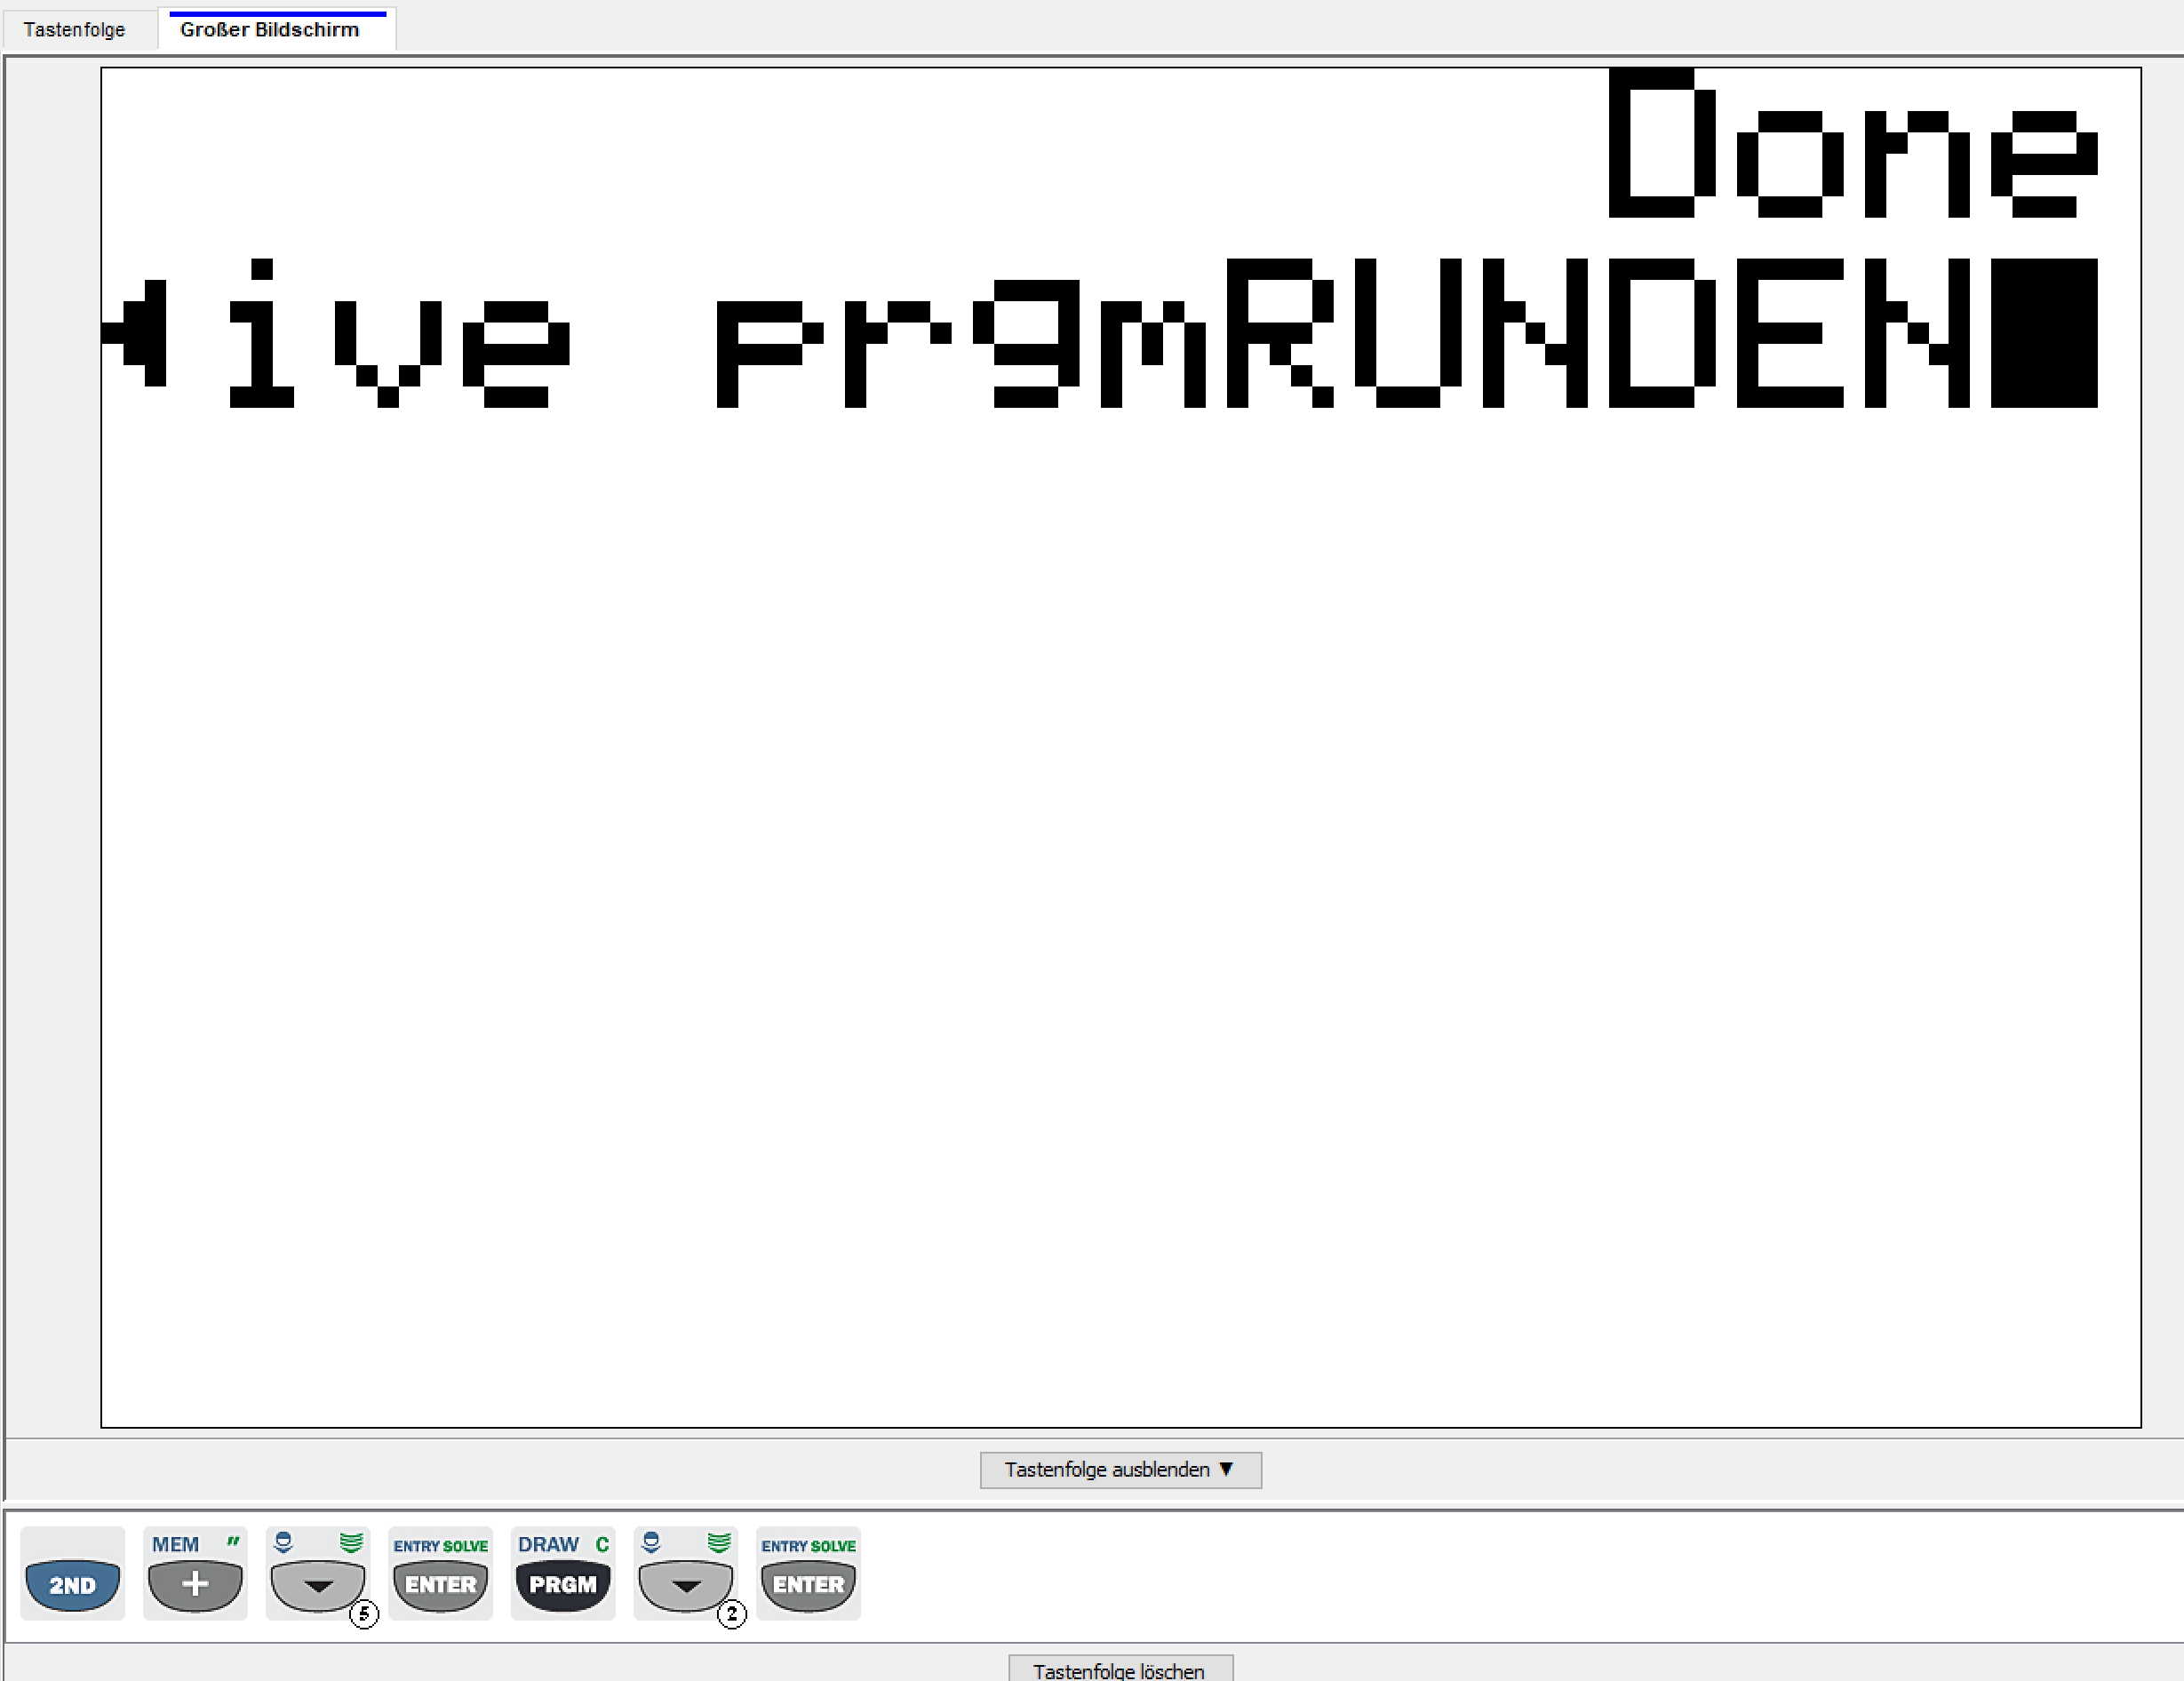 Tastenfolge Großer Bildschirm
Done
ive prgmRUNDEN
Tastenfolge ausblenden ▼
MEM " ENTRY SOLVE DRAW C ENTRY SOLVE
2ND + ENTER PRGM ENTER
5 2
Tastenfolge löschen